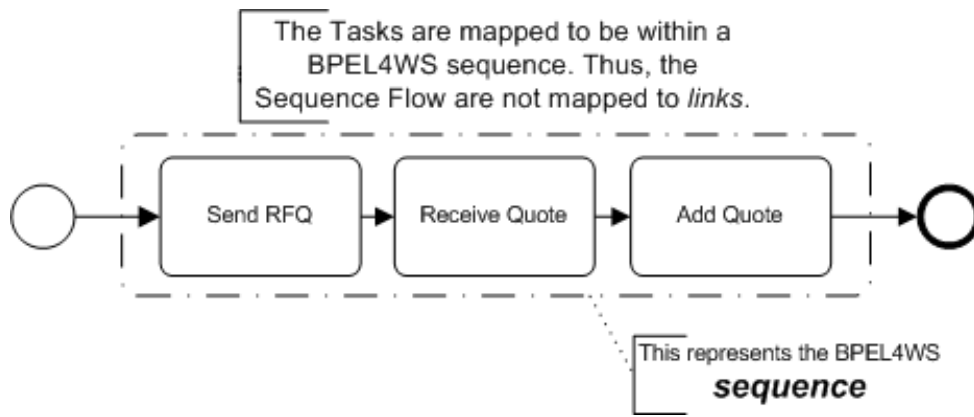 The Tasks are mapped to be within a
BPEL4WS sequence. Thus, the
Sequence Flow are not mapped to links.
Send RFQ
Receive Quote
Add Quote
This represents the BPEL4WS
sequence